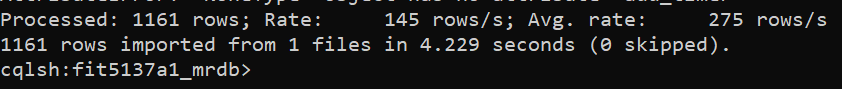 Processed: 1161 rows; Rate:     145 rows/s; Avg. rate:     275 rows/s
1161 rows imported from 1 files in 4.229 seconds (0 skipped).
cqlsh:fit5137a1_mrdb>